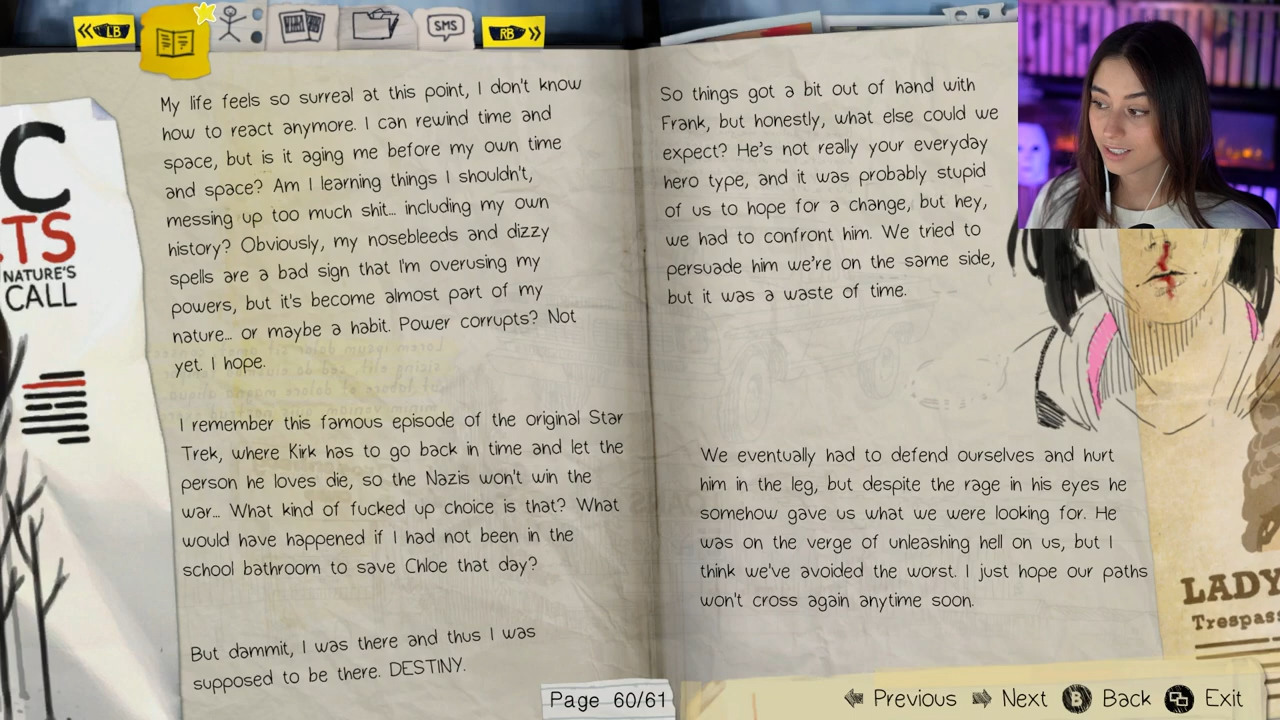 LB
SMS
RB
C
TS
NATURE'S
CALL
My life feels so surreal at this point, I don't know
how to react anymore. I can rewind time and
space, but is it aging me before my own time
and space? Am I learning things I shouldn't,
messing up too much shit... including my own
history? Obviously, my nosebleeds and dizzy
spells are a bad sign that I'm overusing my
powers, but it's become almost part of my
nature... or maybe a habit. Power corrupts? Not
yet. I hope.
I remember this famous episode of the original Star
Trek, where Kirk has to go back in time and let the
person he loves die, so the Nazis won't win the
war... What kind of fucked up choice is that? What
would have happened if I had not been in the
school bathroom to save Chloe that day?
But dammit, I was there and thus I was
supposed to be there. DESTINY.
So things got a bit out of hand with
Frank, but honestly, what else could we
expect? He's not really your everyday
hero type, and it was probably stupid
of us to hope for a change, but hey,
we had to confront him. We tried to
persuade him we're on the same side,
but it was a waste of time.
We eventually had to defend ourselves and hurt
him in the leg, but despite the rage in his eyes he
somehow gave us what we were looking for. He
was on the verge of unleashing hell on us, but I
think we've avoided the worst. I just hope our paths
won't cross again anytime soon.
LADY
Trespass
Page 60/61
Previous Next B Back Exit